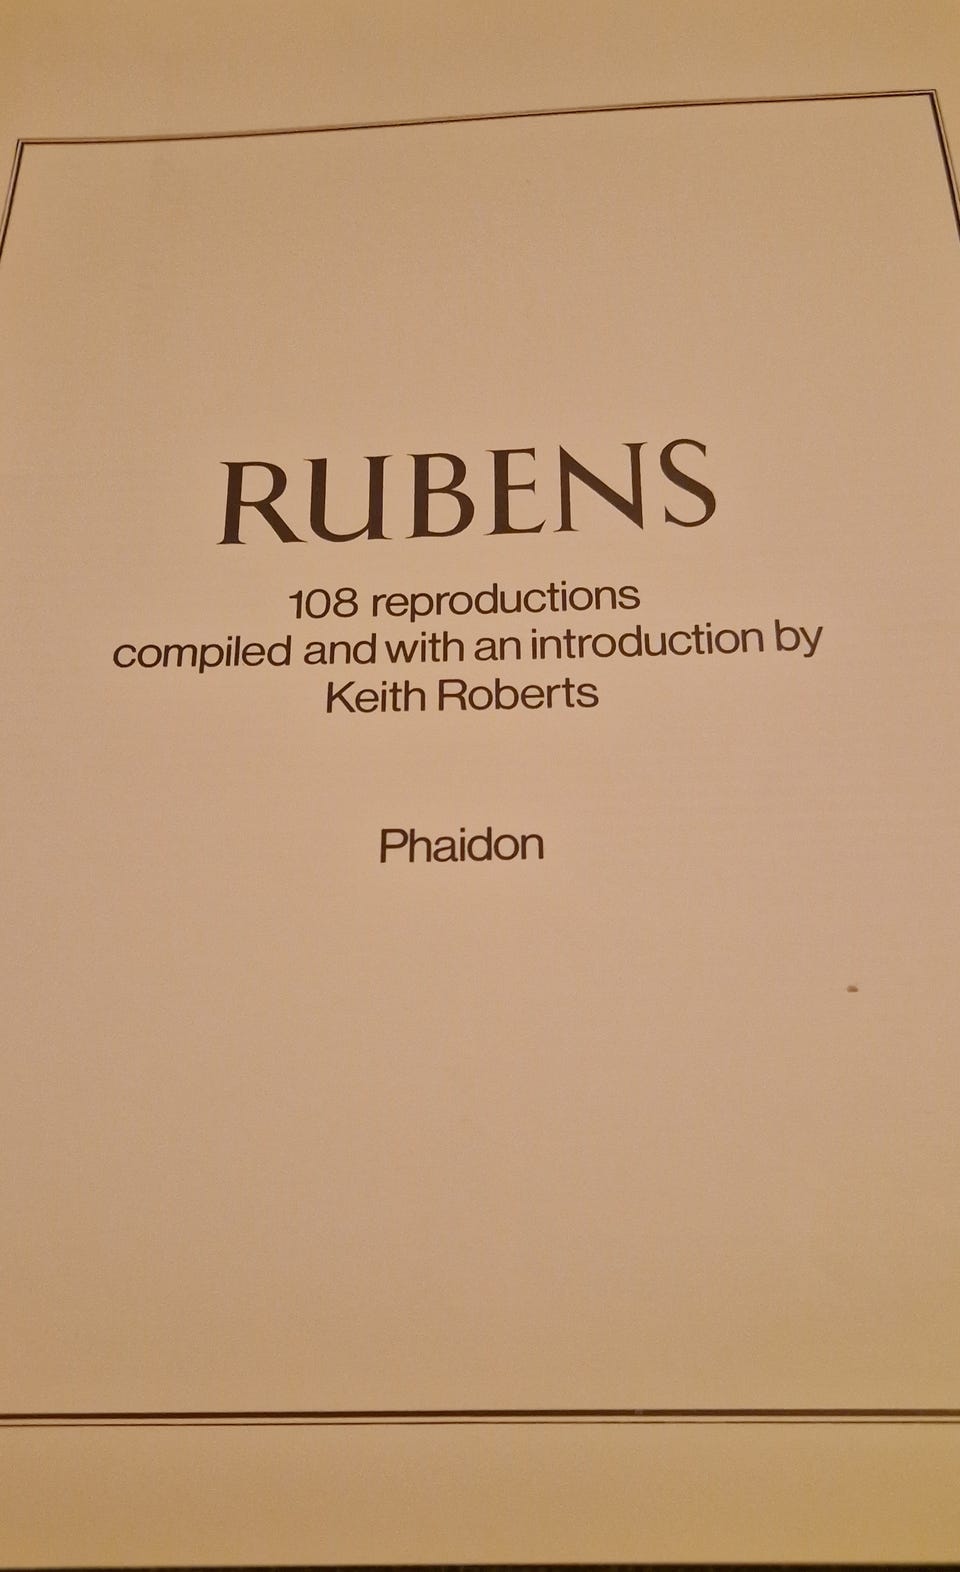 RUBENS
108 reproductions
compiled and with an introduction by
Keith Roberts
Phaidon